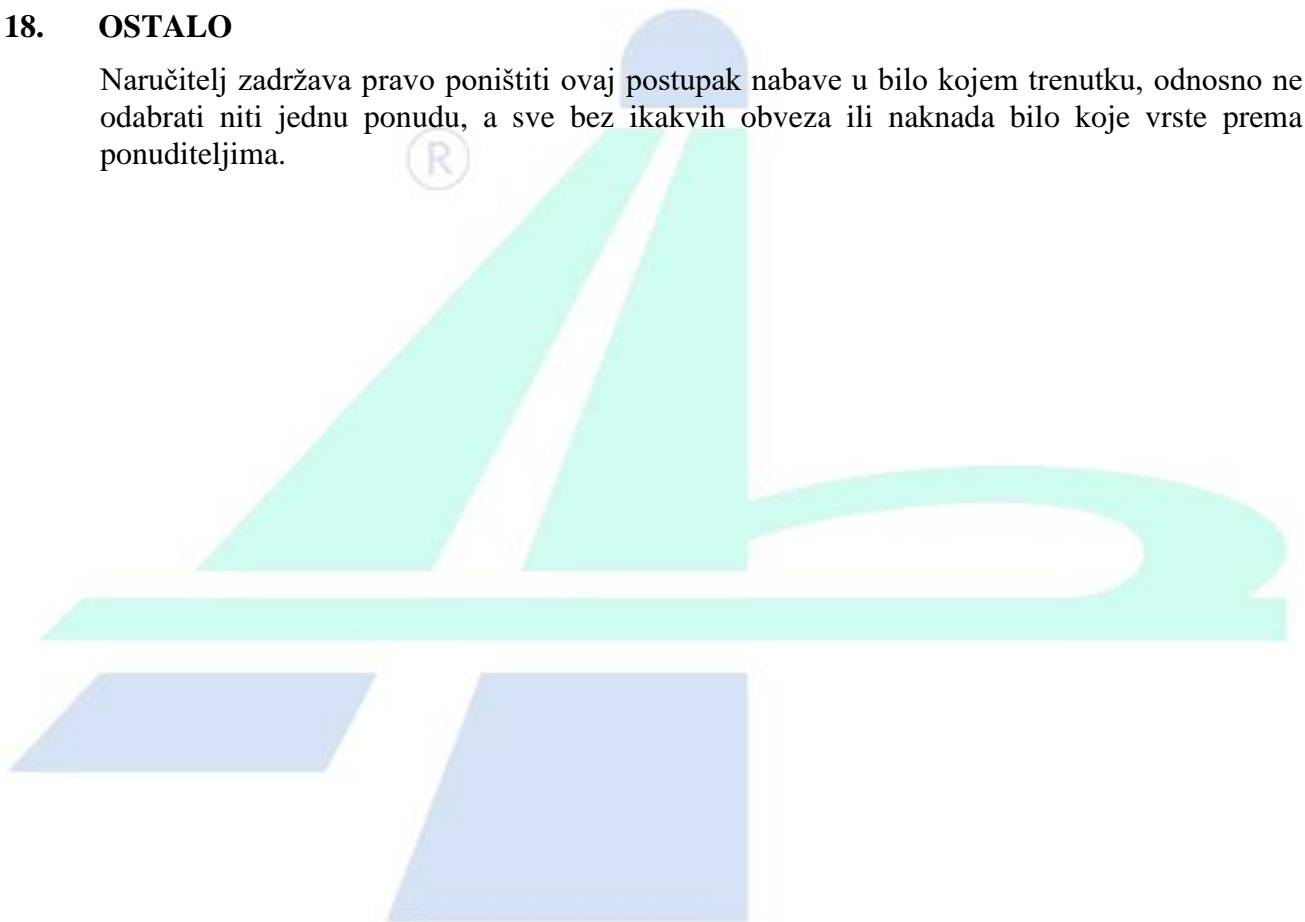 18. OSTALO
Naručitelj zadržava pravo poništiti ovaj postupak nabave u bilo kojem trenutku, odnosno ne
odabrati niti jednu ponudu, a sve bez ikakvih obveza ili naknada bilo koje vrste prema
ponuditeljima.
®